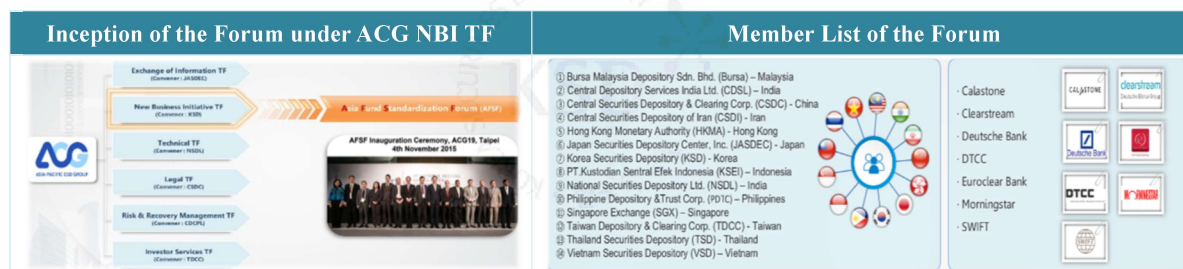 Inception of the Forum under ACG NBI TF
Member List of the Forum
Exchange of Information TF
(Convener : JASDEC)
New Business Initiative TF
(Convener : KSD)
Technical TF
(Convener : NSDL)
Legal TF
(Convener : CSDC)
Risk & Recovery Management TF
(Convener : CDCPL)
Investor Services TF
(Convener : TDCC)
ACG
ASIA-PACIFIC CSD GROUP
Asia Fund Standardization Forum (AFSF)
AFSF Inauguration Ceremony, ACG19, Taipei
4th November 2015
① Bursa Malaysia Depository Sdn. Bhd. (Bursa) – Malaysia
② Central Depository Services India Ltd. (CDSL) – India
③ Central Securities Depository & Clearing Corp. (CSDC) - China
④ Central Securities Depository of Iran (CSDI) - Iran
⑤ Hong Kong Monetary Authority (HKMA) - Hong Kong
⑥ Japan Securities Depository Center, Inc. (JASDEC) - Japan
⑦ Korea Securities Depository (KSD) - Korea
⑧ PT.Kustodian Sentral Efek Indonesia (KSEI) – Indonesia
⑨ National Securities Depository Ltd. (NSDL) – India
⑩ Philippine Depository &Trust Corp. (PDTC) – Philippines
⑪ Singapore Exchange (SGX) – Singapore
⑫ Taiwan Depository & Clearing Corp. (TDCC) - Taiwan
⑬ Thailand Securities Depository (TSD) - Thailand
⑭ Vietnam Securities Depository (VSD) – Vietnam
· Calastone
· Clearstream
· Deutsche Bank
· DTCC
· Euroclear Bank
· Morningstar
· SWIFT
CALASTONE
clearstream
Deutsche Börse Group
Deutsche Bank
DTCC
MORNINGSTAR
SWIFT